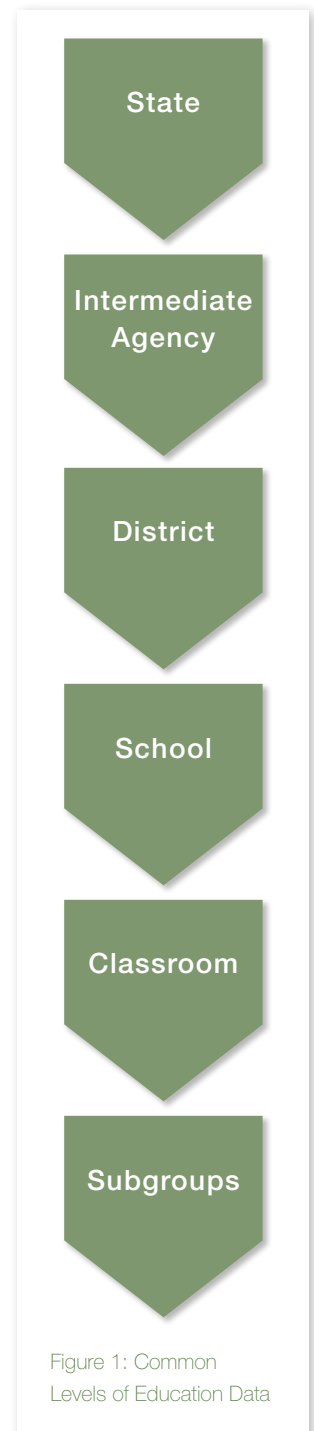 State
Intermediate
Agency
District
School
Classroom
Subgroups
Figure 1: Common
Levels of Education Data